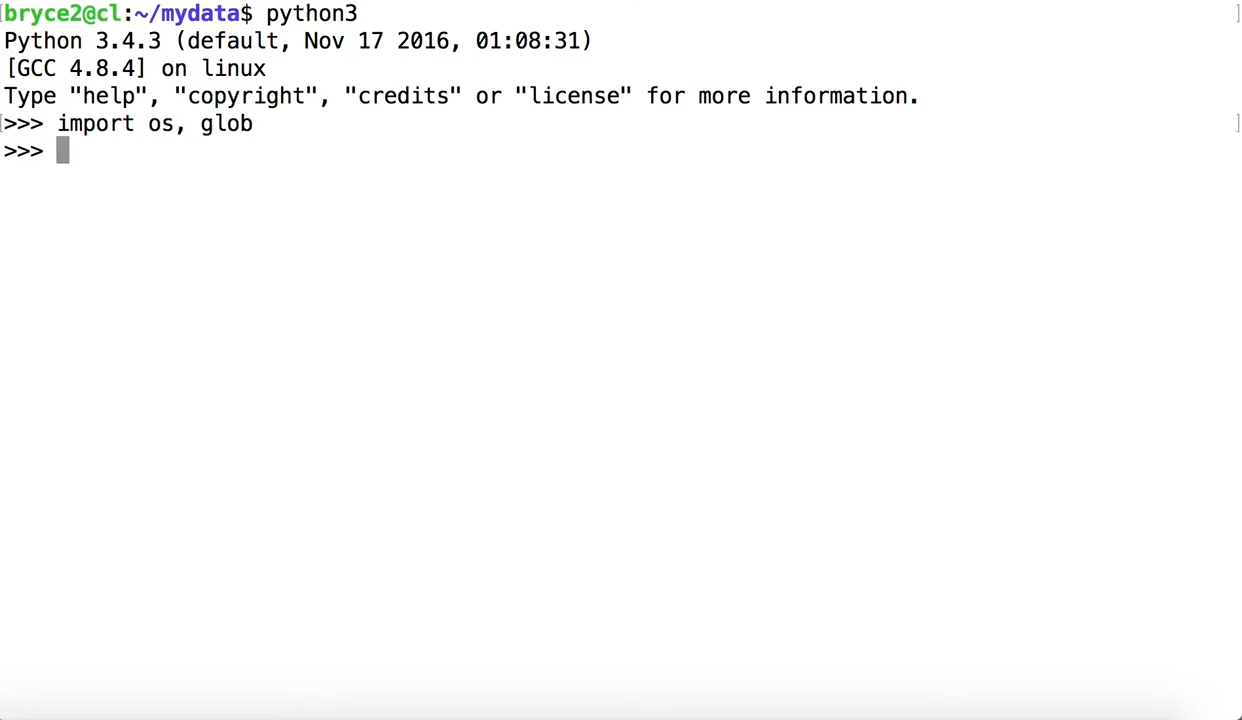 [bryce2@cl:~/mydata$ python3 ]
Python 3.4.3 (default, Nov 17 2016, 01:08:31)
[GCC 4.8.4] on linux
Type "help", "copyright", "credits" or "license" for more information.
[>>> import os, glob ]
>>>